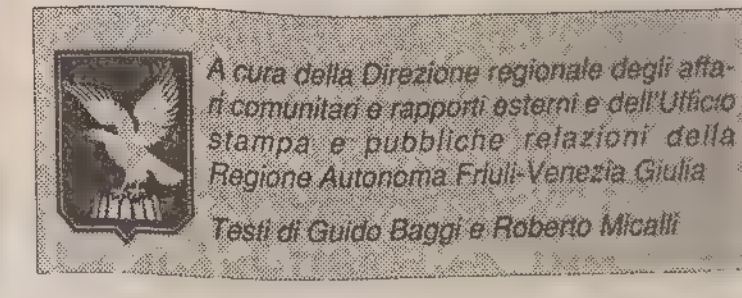 A cura della Direzione regionale degli affa-
ri comunitari e rapporti esterni e dell'Ufficio
stampa e pubbliche relazioni della
Regione Autonoma Friuli-Venezia Giulia
Testi di Guido Baggi e Roberto Micalli